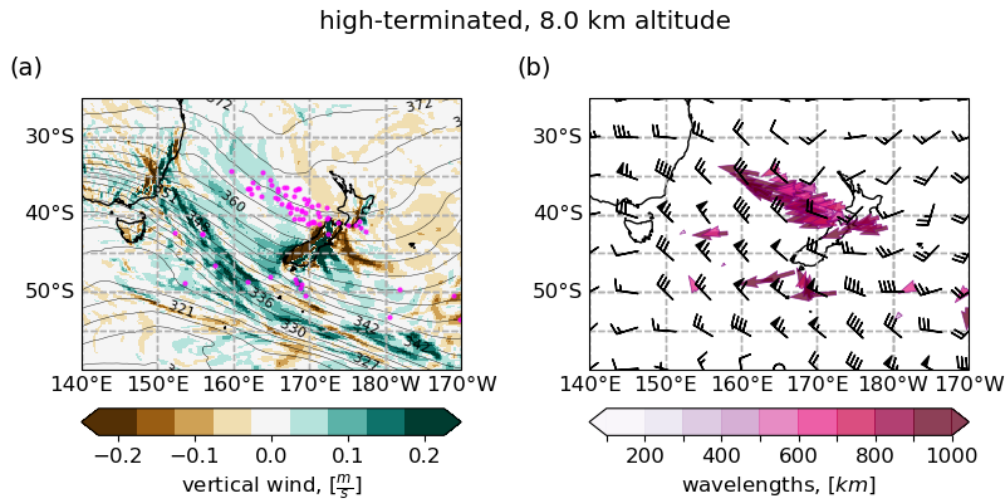 high-terminated, 8.0 km altitude
(a) (b)
372 372
30°S 30°S
360
40°S 40°S
50°S 50°S
336
321 330 342
140°E 150°E 160°E 170°E 180° 170°W 140°E 150°E 160°E 170°E 180° 170°W
−0.2 −0.1 0.0 0.1 0.2 200 400 600 800 1000
vertical wind, [m/s] wavelengths, [km]